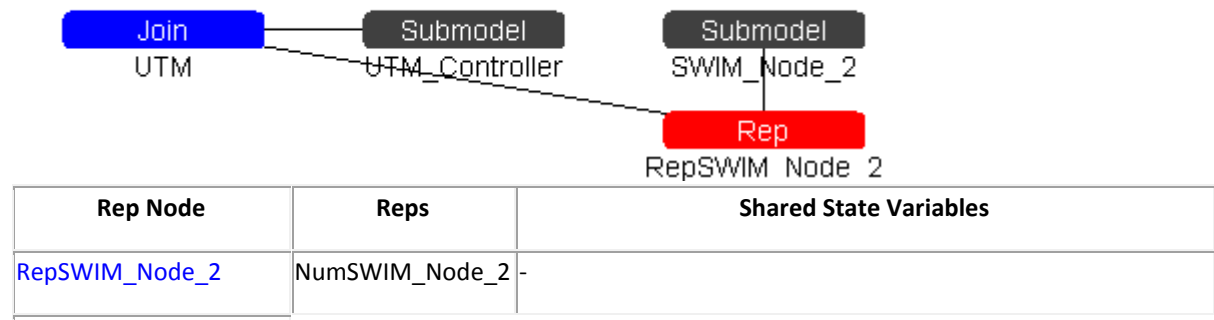 Join Submodel Submodel
UTM UTM_Controller SWIM_Node_2
Rep
RepSWIM_Node_2
Rep Node Reps Shared State Variables
RepSWIM_Node_2 NumSWIM_Node_2 -